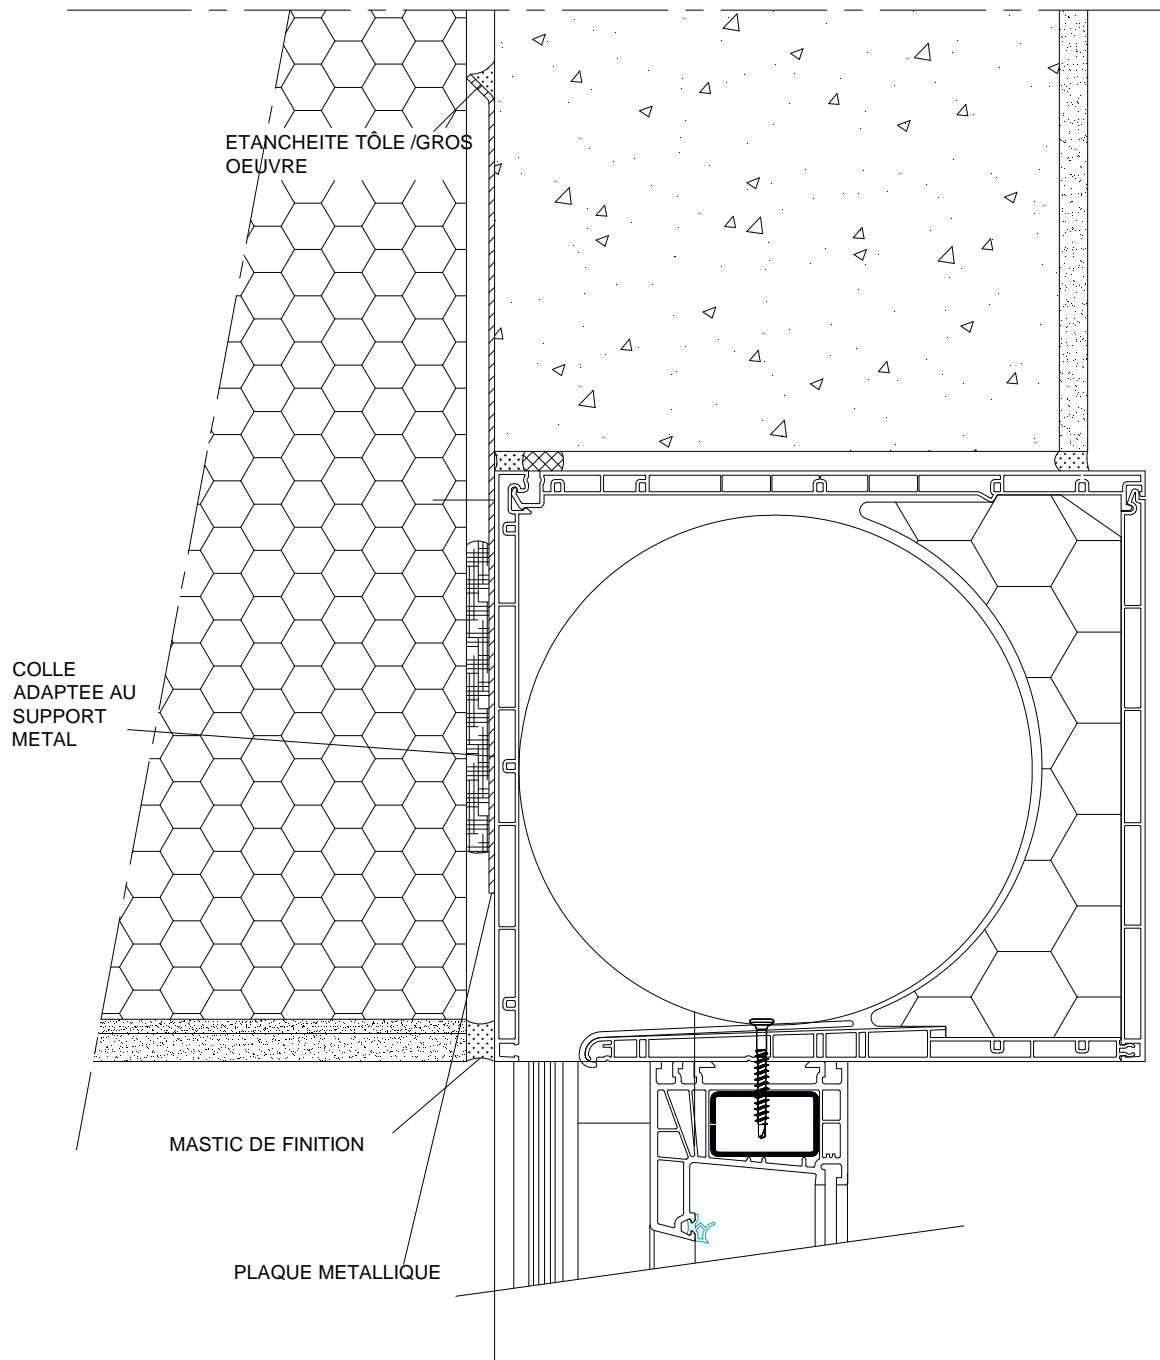 ETANCHEITE TÔLE /GROS
OEUVRE
COLLE
ADAPTEE AU
SUPPORT
METAL
MASTIC DE FINITION
PLAQUE METALLIQUE